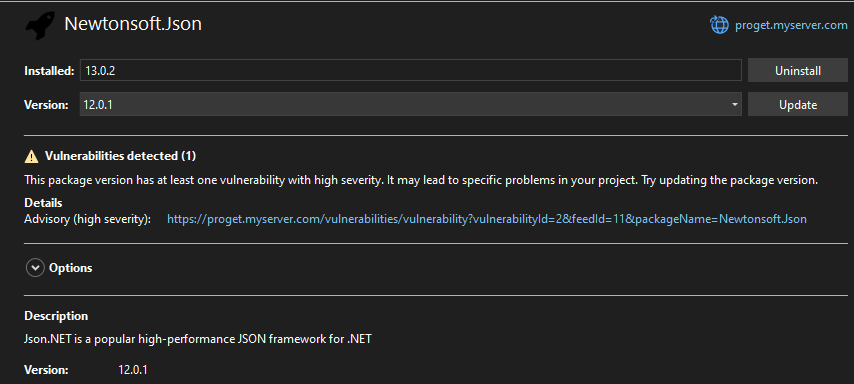 Newtonsoft.Json
proget.myserver.com
Installed: 13.0.2 Uninstall
Version: 12.0.1 Update
Vulnerabilities detected (1)
This package version has at least one vulnerability with high severity. It may lead to specific problems in your project. Try updating the package version.
Details
Advisory (high severity): https://proget.myserver.com/vulnerabilities/vulnerability?vulnerabilityId=2&feedId=11&packageName=Newtonsoft.Json
Options
Description
Json.NET is a popular high-performance JSON framework for .NET
Version: 12.0.1